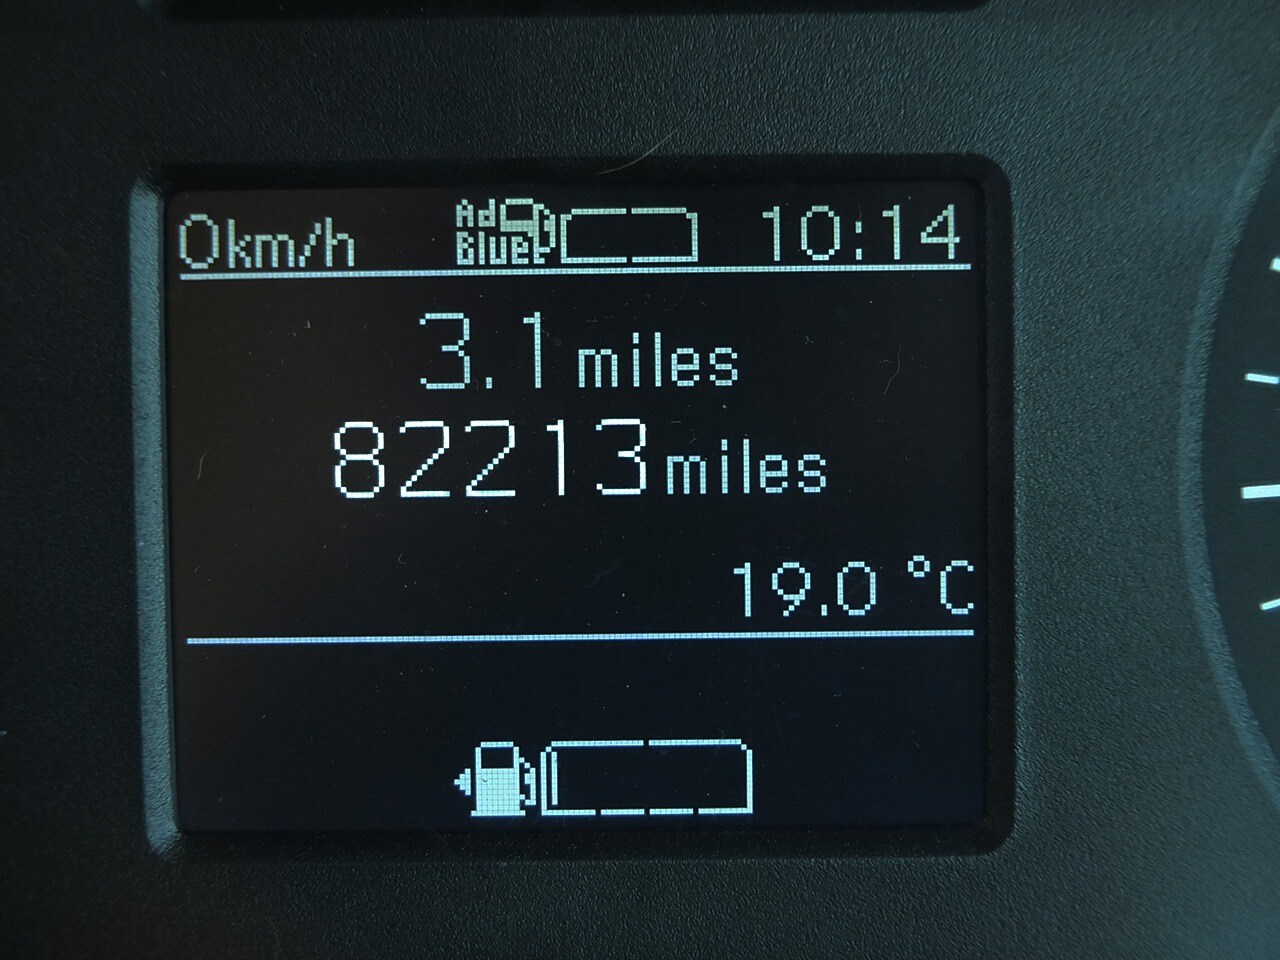 0km/h Ad Blue 10:14
3.1 miles
82213 miles
19.0 °C